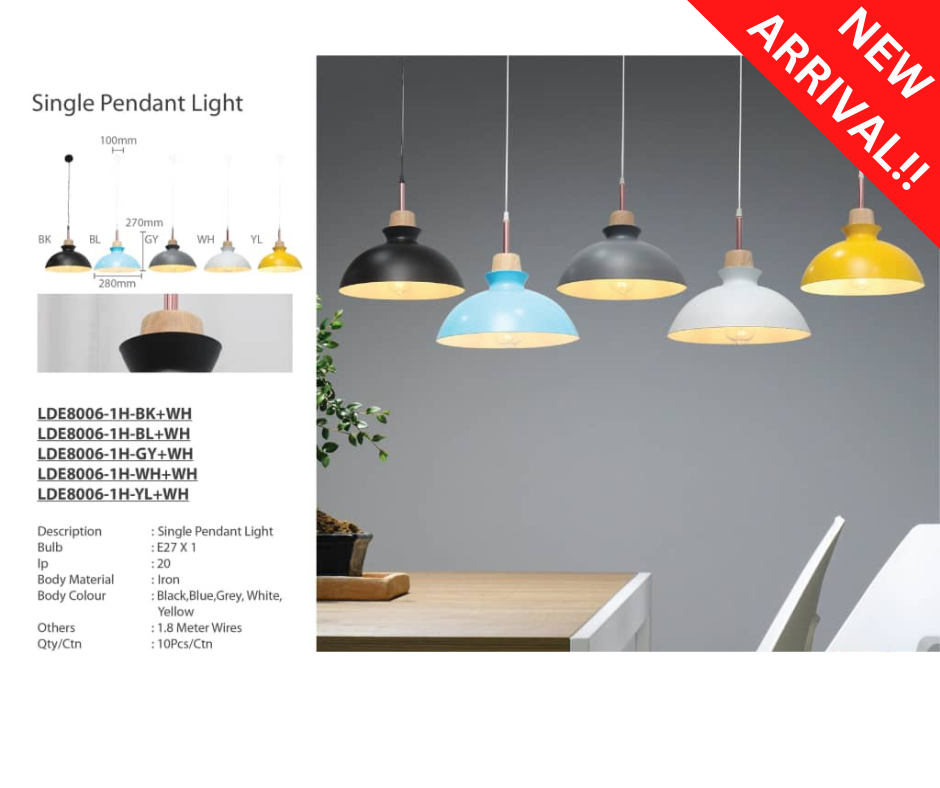 NEW
ARRIVAL!!
Single Pendant Light
100mm
270mm
BK BL GY WH YL
280mm
LDE8006-1H-BK+WH
LDE8006-1H-BL+WH
LDE8006-1H-GY+WH
LDE8006-1H-WH+WH
LDE8006-1H-YL+WH
Description : Single Pendant Light
Bulb : E27 X 1
Ip : 20
Body Material : Iron
Body Colour : Black,Blue,Grey, White,
Yellow
Others : 1.8 Meter Wires
Qty/Ctn : 10Pcs/Ctn